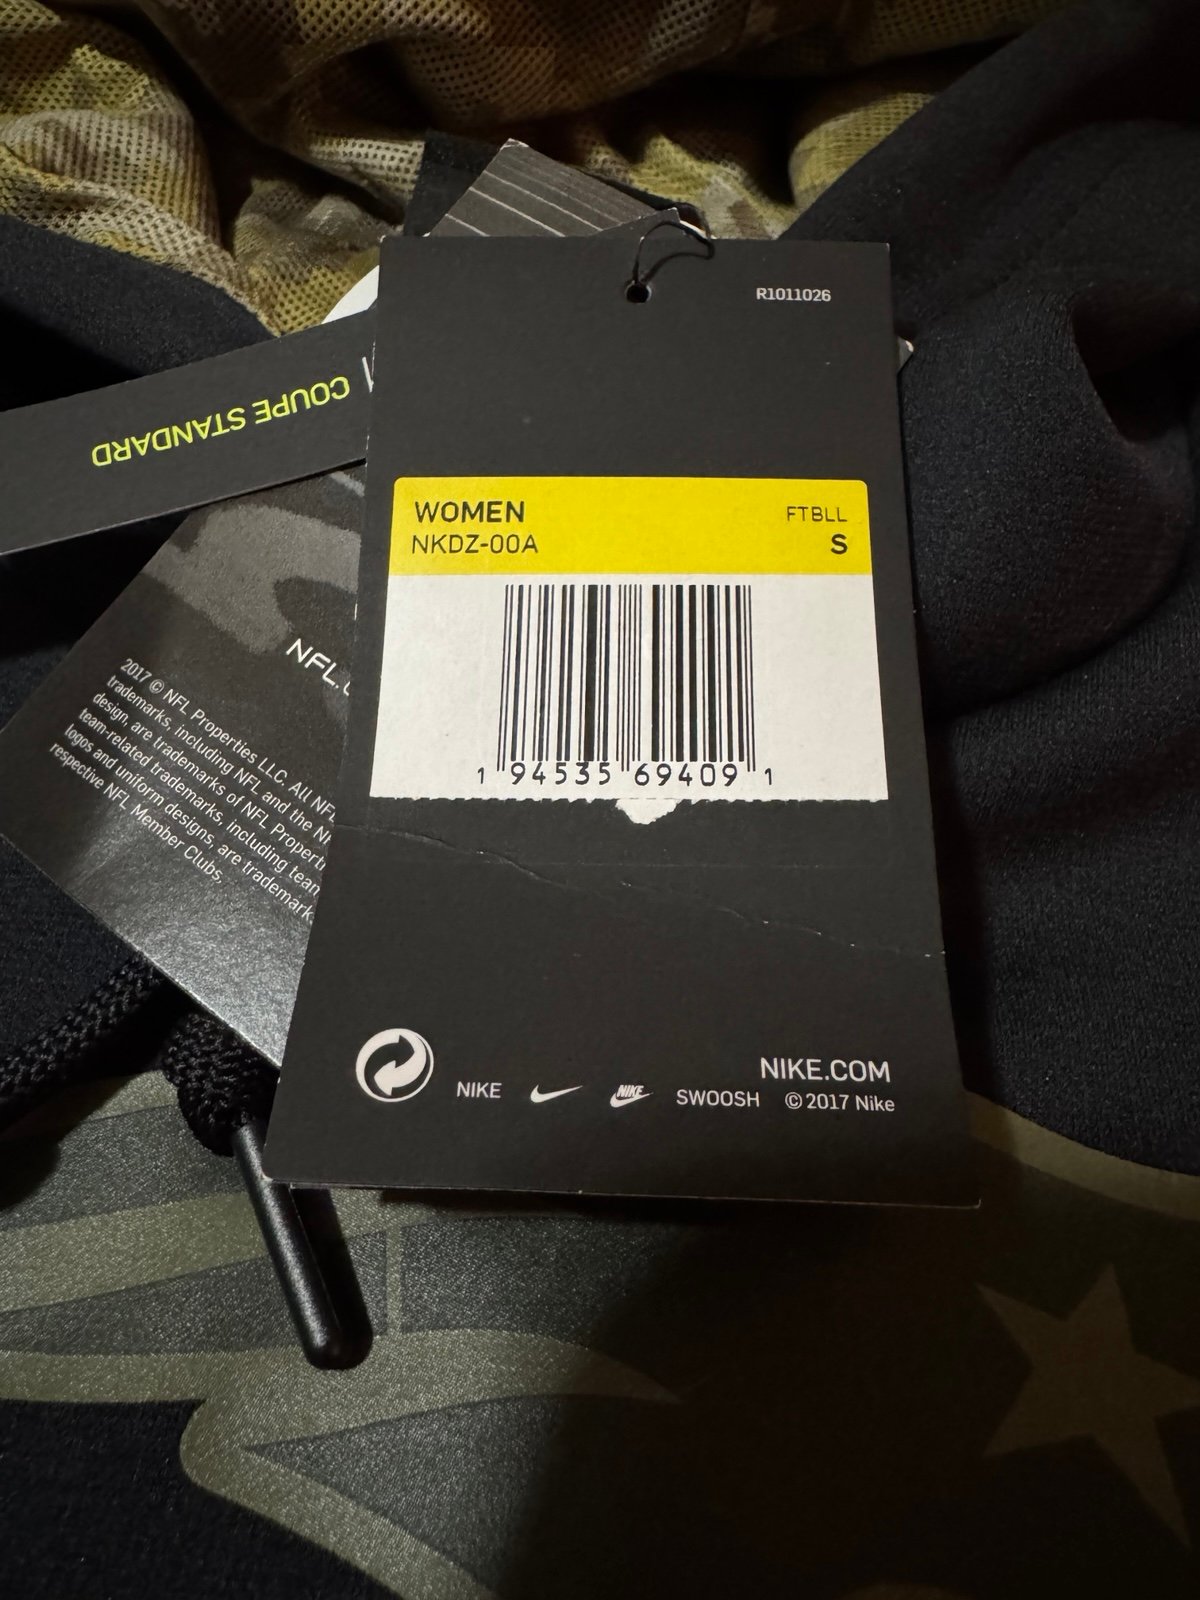 R1011026
COUPE STANDARD
WOMEN
FTBLL
NKDZ-00A
S
1 94535 69409 1
NFL.
2017 © NFL Properties LLC. All NFL
trademarks, including NFL and the
design, are trademarks of NFL
team-related trademarks, including team
logos and uniform designs, are
respective NFL Member Clubs,
NIKE.COM
NIKE NIKE SWOOSH © 2017 Nike